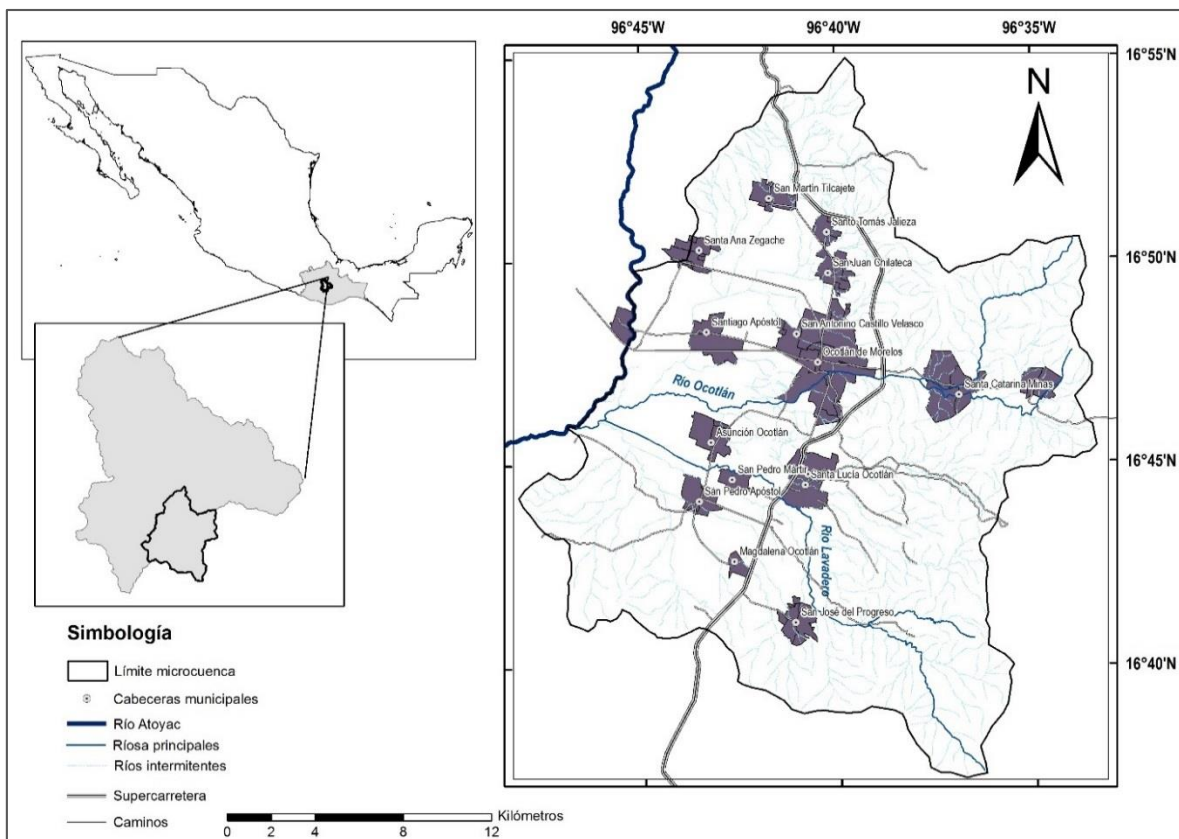 96°45'W
96°40'W
96°35'W
16°55'N
N
San Martín Tilcajete
Santo Tomás Jalieza
Santa Ana Zegache
San Juan Chilateca
16°50'N
Santiago Apóstol
San Antonino Castillo Velasco
Ocotlán de Morelos
Santa Catarina Minas
Río Ocotlán
Asunción Ocotlán
16°45'N
San Pedro Martir
Santa Lucía Ocotlán
San Pedro Apóstol
Magdalena Ocotlán
Río Lavadero
San José del Progreso
16°40'N
Simbología
Límite microcuenca
Cabeceras municipales
Río Atoyac
Ríosa principales
Ríos intermitentes
Supercarretera
Caminos
Kilómetros
0 2 4 8 12